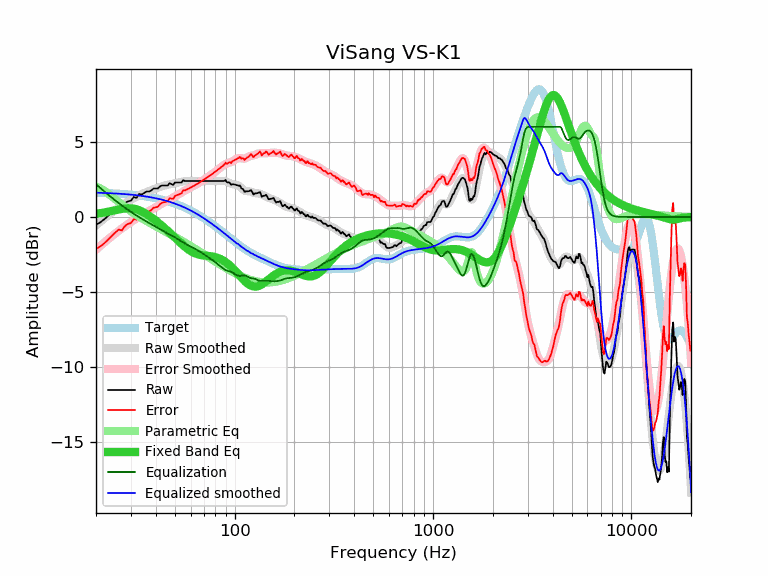 ViSang VS-K1
Amplitude (dBr)
5
0
−5
−10
−15
Target
Raw Smoothed
Error Smoothed
Raw
Error
Parametric Eq
Fixed Band Eq
Equalization
Equalized smoothed
100
1000
10000
Frequency (Hz)